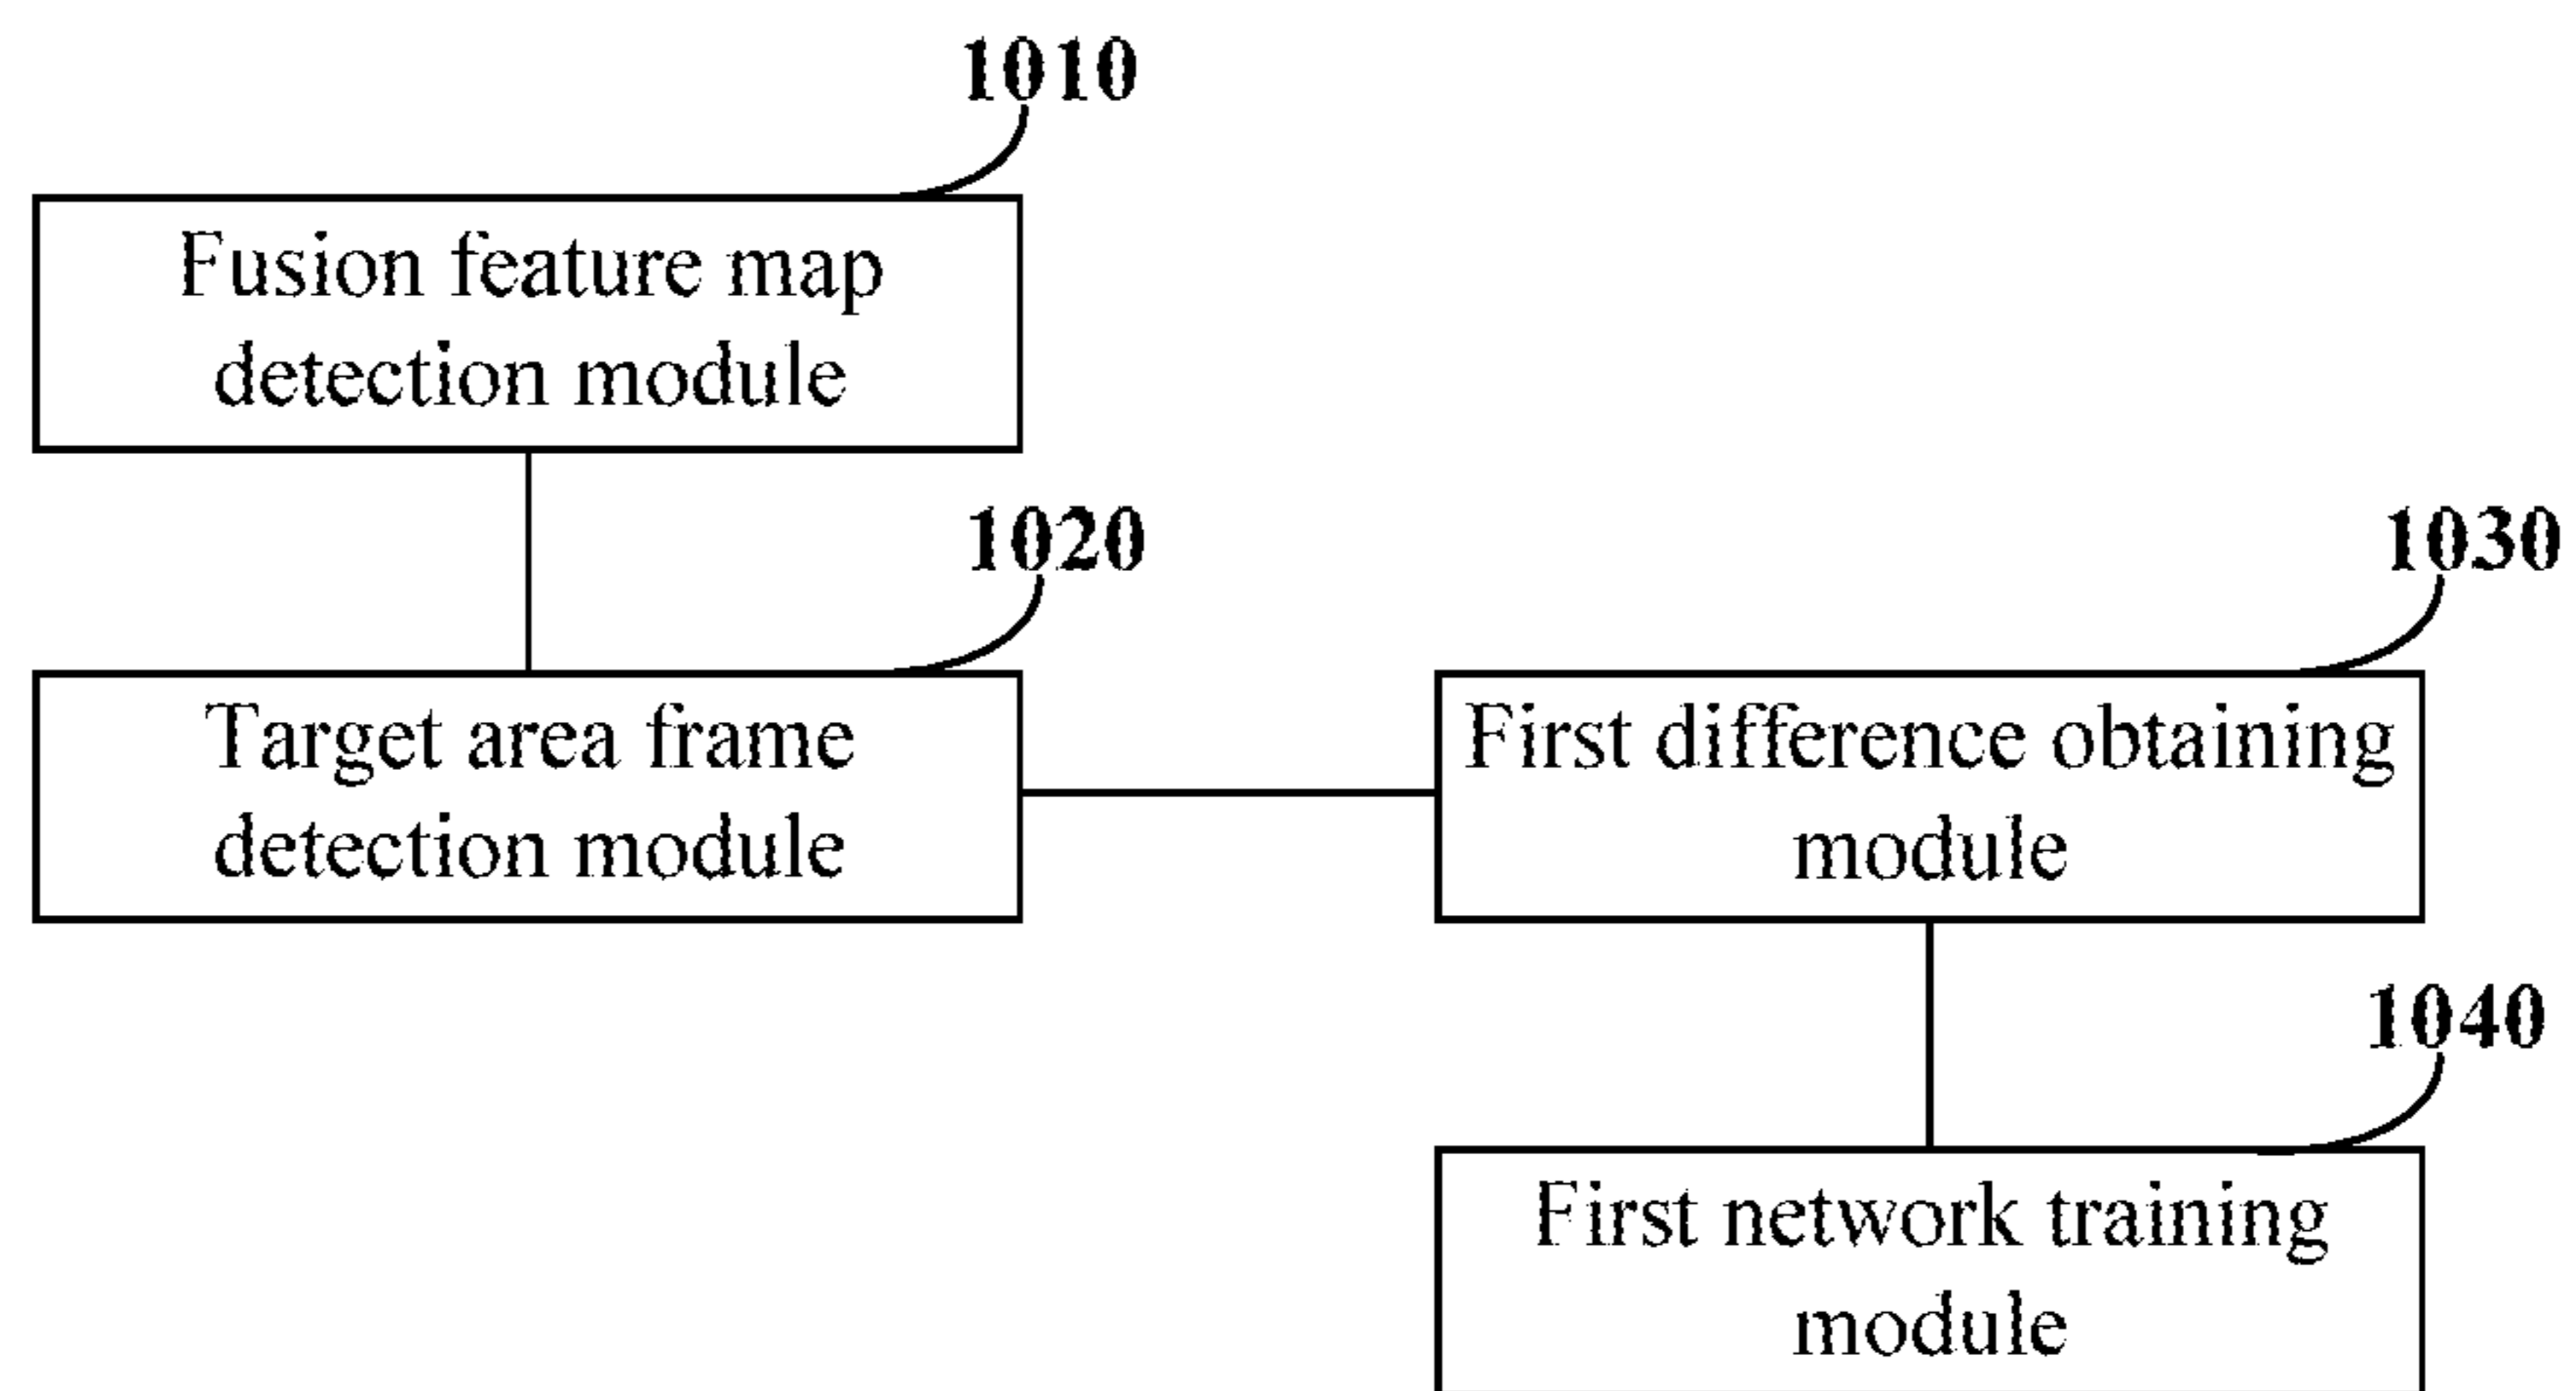 1010
Fusion feature map
detection module
1020
Target area frame
detection module
1030
First difference obtaining
module
1040
First network training
module